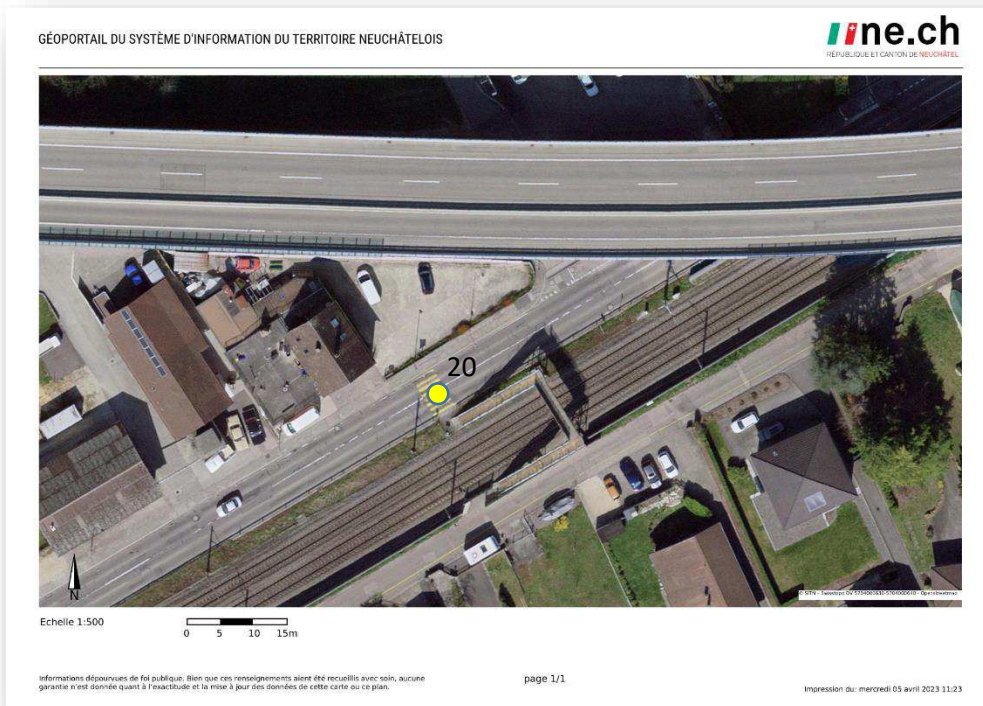 GÉOPORTAIL DU SYSTÈME D'INFORMATION DU TERRITOIRE NEUCHÂTELOIS
ne.ch
RÉPUBLIQUE ET CANTON DE NEUCHÂTEL
20
N
Echelle 1:500
0 5 10 15m
Informations dépourvues de foi publique. Bien que ces renseignements aient été recueillis avec soin, aucune
garantie n'est donnée quant à l'exactitude et la mise à jour des données de cette carte ou ce plan.
page 1/1
Impression du: mercredi 05 avril 2023 11:23